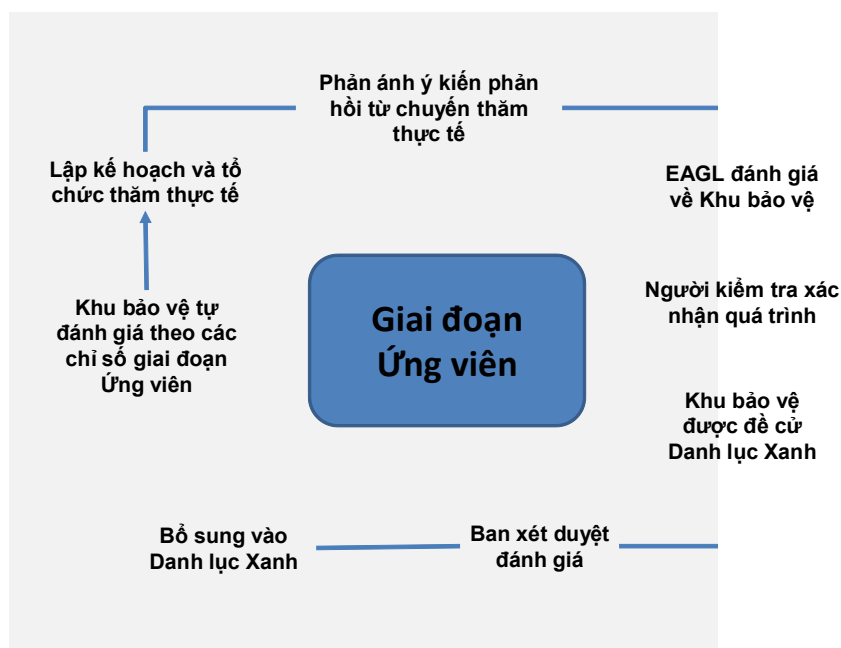 Phản ánh ý kiến phản
hồi từ chuyến thăm
thực tế
Lập kế hoạch và tổ
chức thăm thực tế
EAGL đánh giá
về Khu bảo vệ
Khu bảo vệ tự
đánh giá theo các
chỉ số giai đoạn
Ứng viên
Giai đoạn
Ứng viên
Người kiểm tra xác
nhận quá trình
Khu bảo vệ
được đề cử
Danh lục Xanh
Bổ sung vào
Danh lục Xanh
Ban xét duyệt
đánh giá